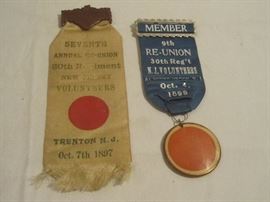 SEVENTH
ANNUAL RE-UNION
30th Regiment
NEW JERSEY
VOLUNTEERS
TRENTON N.J.
Oct. 7th 1897
MEMBER
9th
RE-UNION
30th Reg't
N.J. VOLUNTEERS
Oct. 4,
1899